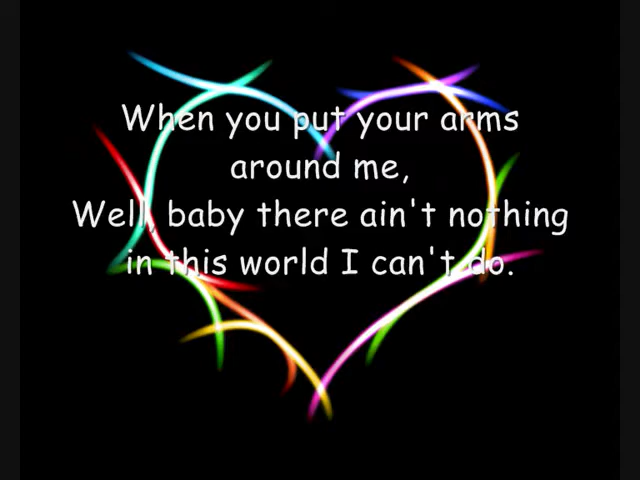 When you put your arms
around me,
Well, baby there ain't nothing
in this world I can't do.